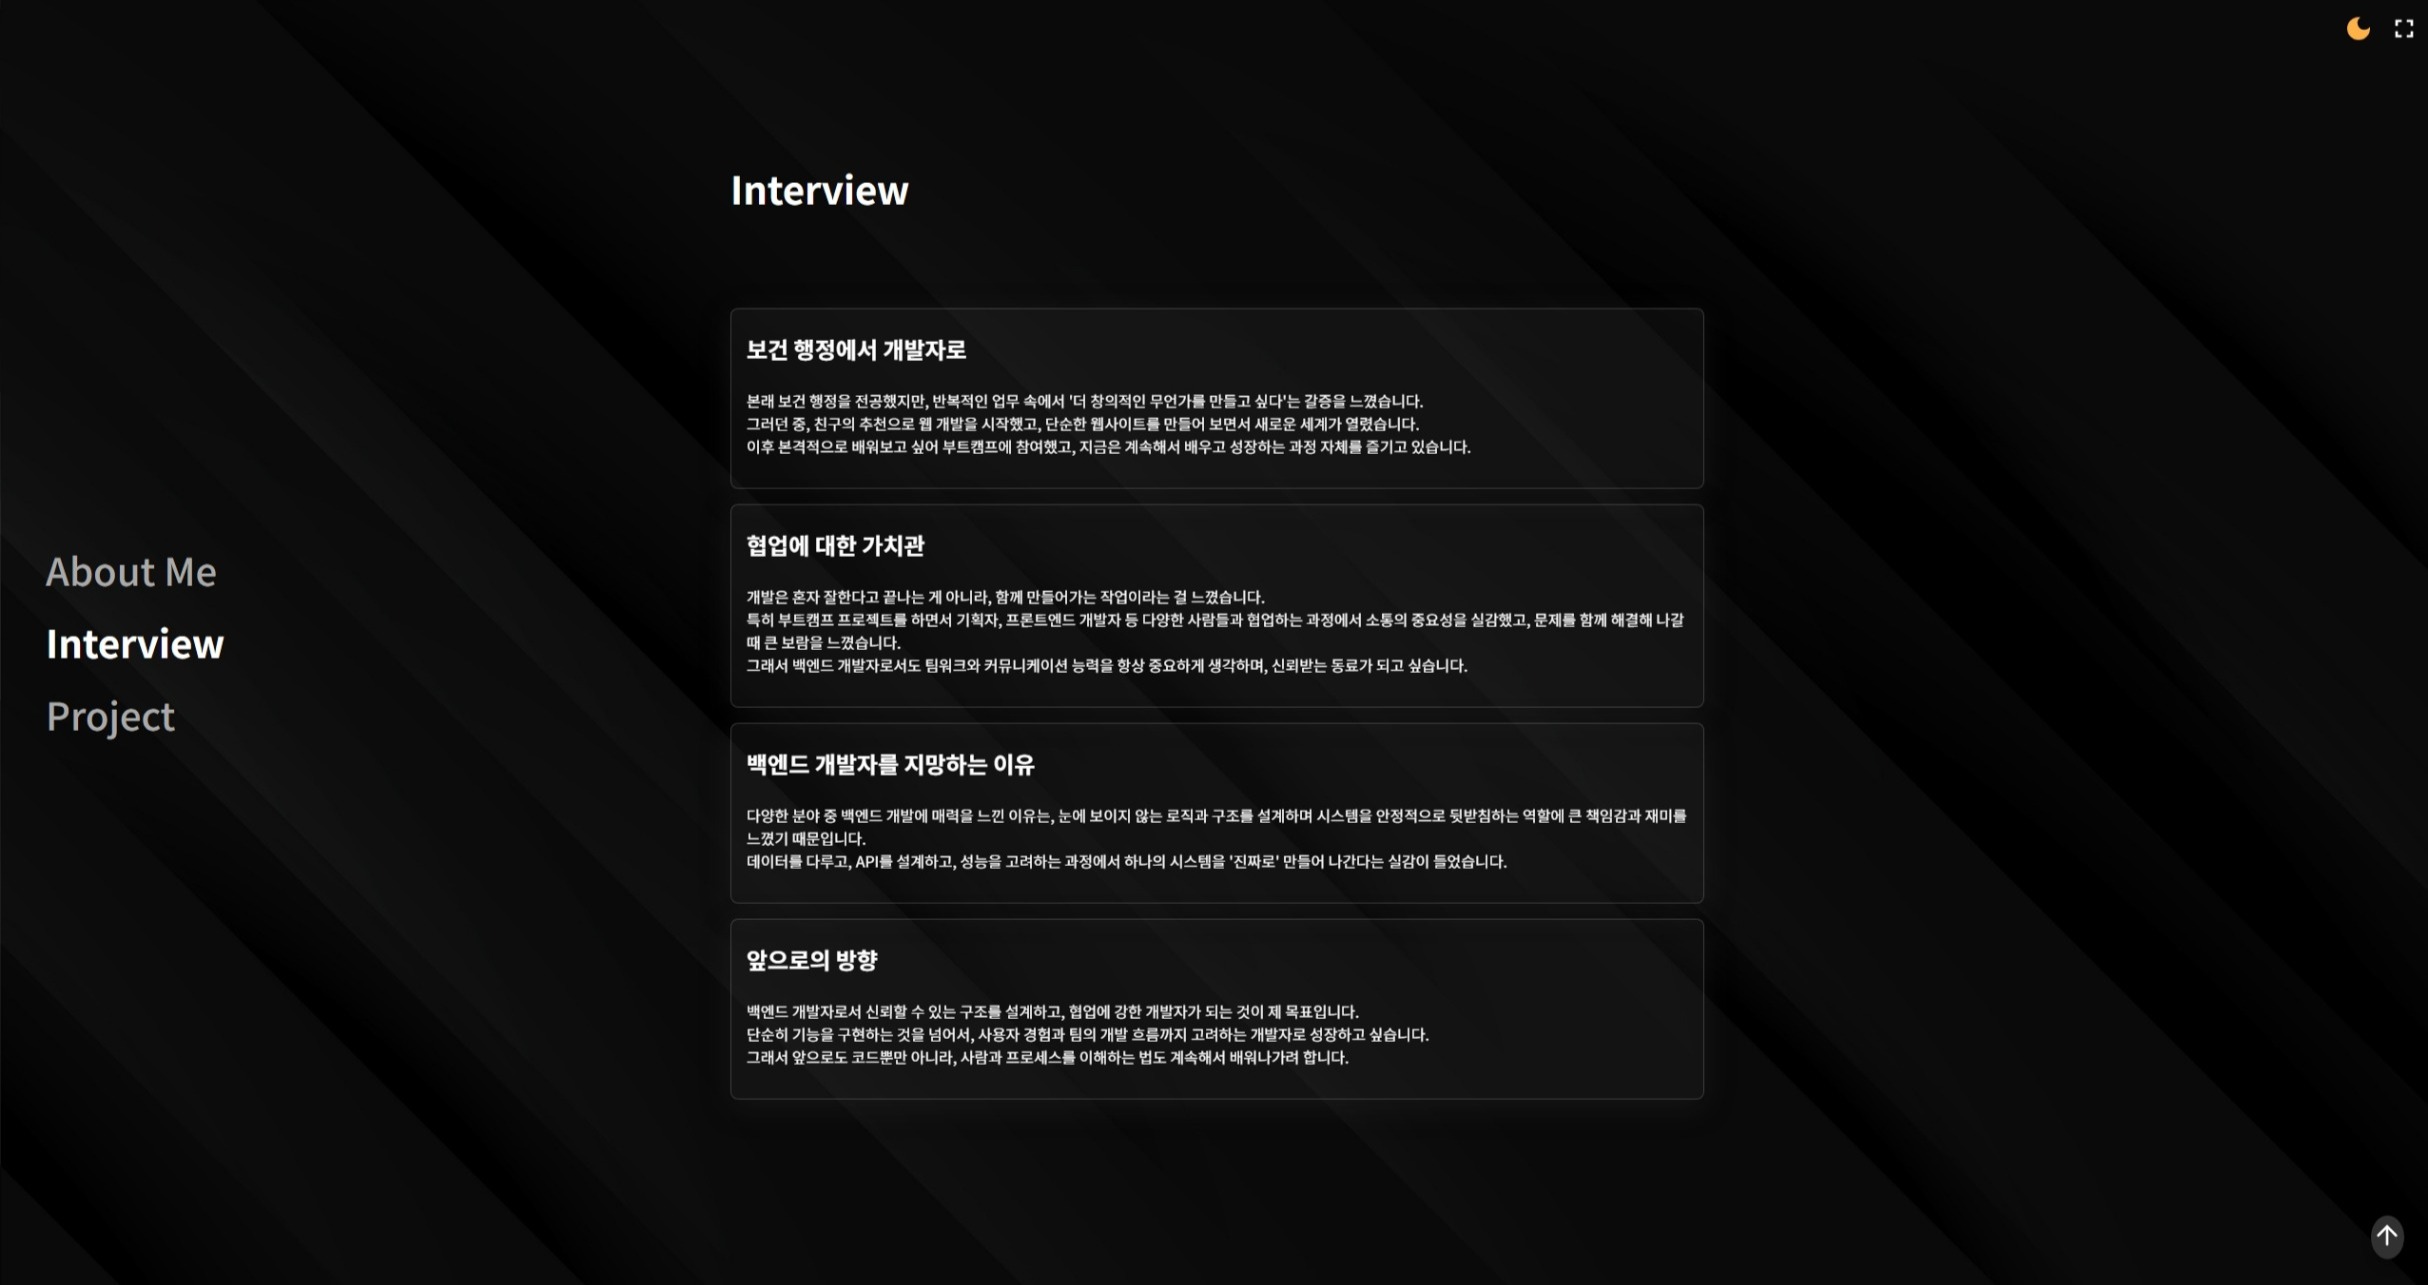 Interview
보건 행정에서 개발자로
본래 보건 행정을 전공했지만, 반복적인 업무 속에서 '더 창의적인 무언가를 만들고 싶다'는 갈증을 느꼈습니다.
그러던 중, 친구의 추천으로 웹 개발을 시작했고, 단순한 웹사이트를 만들어 보면서 새로운 세계가 열렸습니다.
이후 본격적으로 배워보고 싶어 부트캠프에 참여했고, 지금은 계속해서 배우고 성장하는 과정 자체를 즐기고 있습니다.
협업에 대한 가치관
개발은 혼자 잘한다고 끝나는 게 아니라, 함께 만들어가는 작업이라는 걸 느꼈습니다.
특히 부트캠프 프로젝트를 하면서 기획자, 프론트엔드 개발자 등 다양한 사람들과 협업하는 과정에서 소통의 중요성을 실감했고, 문제를 함께 해결해 나갈
때 큰 보람을 느꼈습니다.
그래서 백엔드 개발자로서도 팀워크와 커뮤니케이션 능력을 항상 중요하게 생각하며, 신뢰받는 동료가 되고 싶습니다.
백엔드 개발자를 지망하는 이유
다양한 분야 중 백엔드 개발에 매력을 느낀 이유는, 눈에 보이지 않는 로직과 구조를 설계하며 시스템을 안정적으로 뒷받침하는 역할에 큰 책임감과 재미를
느꼈기 때문입니다.
데이터를 다루고, API를 설계하고, 성능을 고려하는 과정에서 하나의 시스템을 '진짜로' 만들어 나간다는 실감이 들었습니다.
앞으로의 방향
백엔드 개발자로서 신뢰할 수 있는 구조를 설계하고, 협업에 강한 개발자가 되는 것이 제 목표입니다.
단순히 기능을 구현하는 것을 넘어서, 사용자 경험과 팀의 개발 흐름까지 고려하는 개발자로 성장하고 싶습니다.
그래서 앞으로도 코드뿐만 아니라, 사람과 프로세스를 이해하는 법도 계속해서 배워나가려 합니다.
About Me
Interview
Project